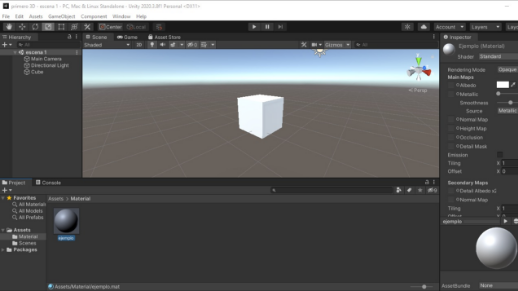 primera 3D - escena 1 - PC, Mac & Linux Standalone - Unity 2020.3.8f1 Personal <DX11>
File Edit Assets GameObject Component Window Help
Center Local Account Layers
Hierarchy Scene Game Asset Store Inspector
All Shaded 2D Gizmos
escena 1
Main Camera
Directional Light
Cube
Persp
Ejemplo (Material)
Shader Standard
Rendering Mode Opaque
Main Maps
Albedo
Metallic
Smoothness
Source Metallic
Normal Map
Height Map
Occlusion
Detail Mask
Emission
Tiling X 1
Offset X 0
Secondary Maps
Detail Albedo x2
Normal Map
Tiling X 1
Offset X 0
Project Console
Favorites
All Materials
All Models
All Prefabs
Assets
Material
Scenes
Packages
Assets > Material
ejemplo
Assets/Material/ejemplo.mat
ejemplo
AssetBundle None